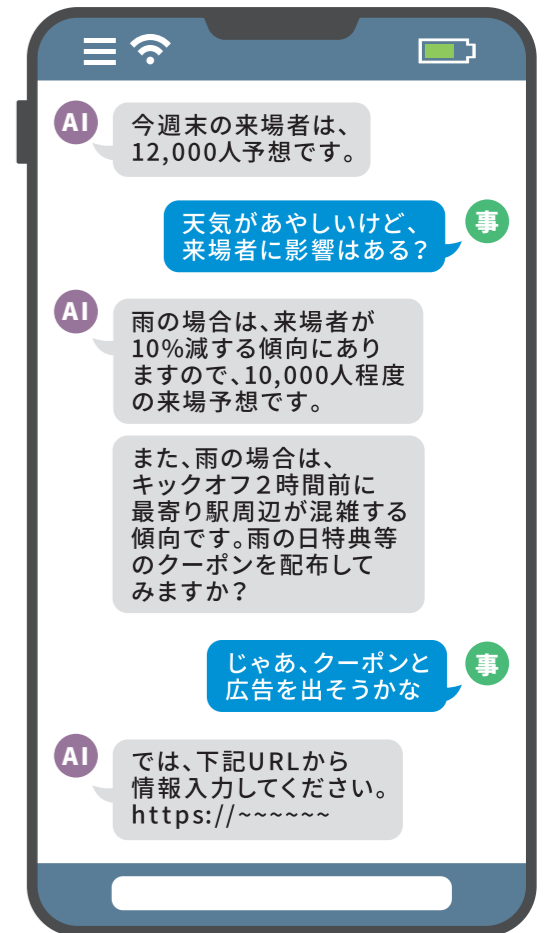 AI
今週末の来場者は、
12,000人予想です。
天気があやしいけど、
来場者に影響はある？
事
AI
雨の場合は、来場者が
10%減する傾向にあり
ますので、10,000人程度
の来場予想です。
また、雨の場合は、
キックオフ２時間前に
最寄り駅周辺が混雑する
傾向です。雨の日特典等
のクーポンを配布して
みますか？
じゃあ、クーポンと
広告を出そうかな
事
AI
では、下記URLから
情報入力してください。
https://~~~~~~